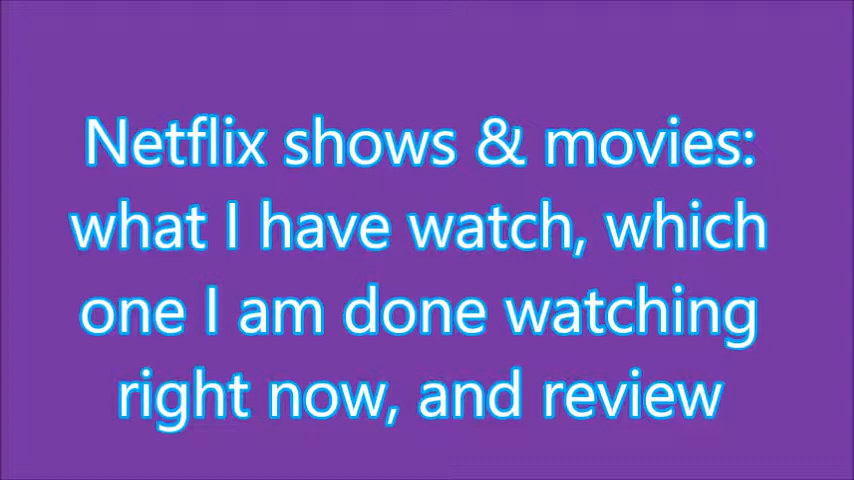 Netflix shows & movies:
what I have watch, which
one I am done watching
right now, and review